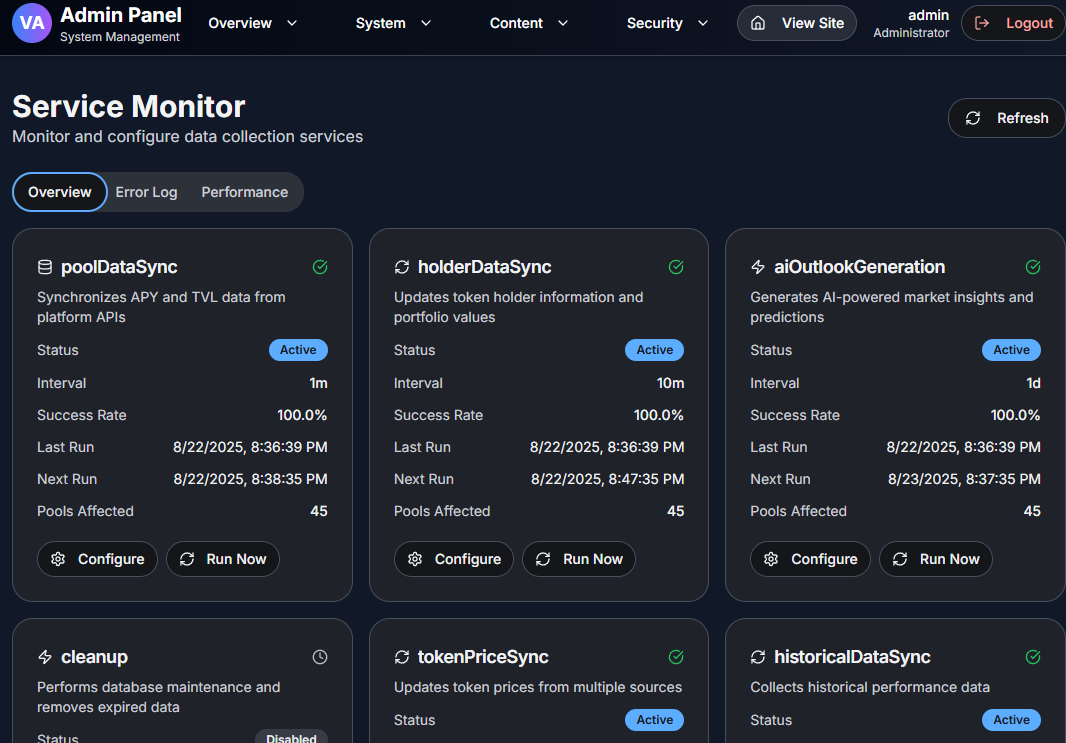 VA Admin Panel Overview System Content Security View Site admin Logout
System Management Administrator
Service Monitor
Monitor and configure data collection services
Refresh
Overview Error Log Performance
poolDataSync
Synchronizes APY and TVL data from
platform APIs
Status Active
Interval 1m
Success Rate 100.0%
Last Run 8/22/2025, 8:36:39 PM
Next Run 8/22/2025, 8:38:35 PM
Pools Affected 45
Configure Run Now
holderDataSync
Updates token holder information and
portfolio values
Status Active
Interval 10m
Success Rate 100.0%
Last Run 8/22/2025, 8:36:39 PM
Next Run 8/22/2025, 8:47:35 PM
Pools Affected 45
Configure Run Now
aiOutlookGeneration
Generates AI-powered market insights and
predictions
Status Active
Interval 1d
Success Rate 100.0%
Last Run 8/22/2025, 8:36:39 PM
Next Run 8/23/2025, 8:37:35 PM
Pools Affected 45
Configure Run Now
cleanup
Performs database maintenance and
removes expired data
Status Disabled
tokenPriceSync
Updates token prices from multiple sources
Status Active
historicalDataSync
Collects historical performance data
Status Active